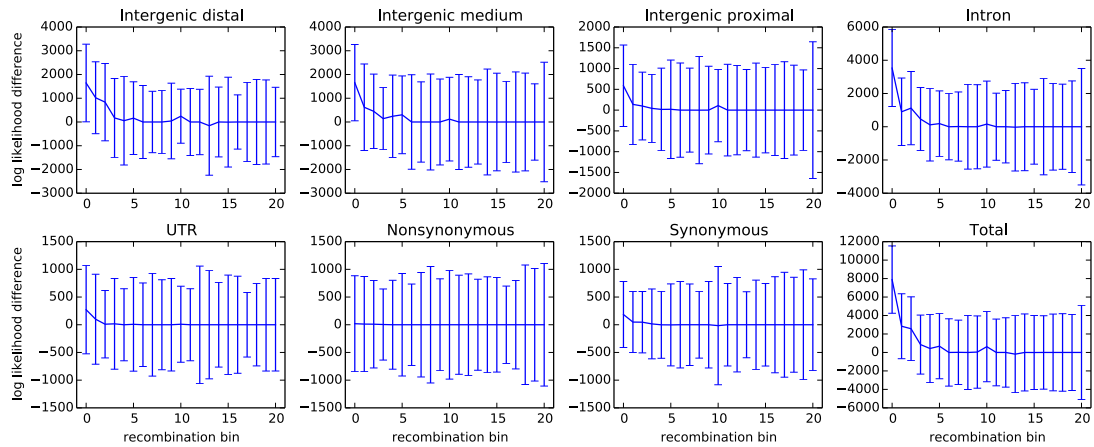 Intergenic distal
Intergenic medium
Intergenic proximal
Intron
log likelihood difference
4000
3000
2000
1000
0
−1000
−2000
−3000
0 5 10 15 20
4000
3000
2000
1000
0
−1000
−2000
−3000
0 5 10 15 20
2000
1500
1000
500
0
−500
−1000
−1500
−2000
0 5 10 15 20
6000
4000
2000
0
−2000
−4000
0 5 10 15 20
UTR
Nonsynonymous
Synonymous
Total
log likelihood difference
1500
1000
500
0
−500
−1000
−1500
0 5 10 15 20
recombination bin
1500
1000
500
0
−500
−1000
−1500
0 5 10 15 20
recombination bin
1500
1000
500
0
−500
−1000
−1500
0 5 10 15 20
recombination bin
12000
10000
8000
6000
4000
2000
0
−2000
−4000
−6000
0 5 10 15 20
recombination bin